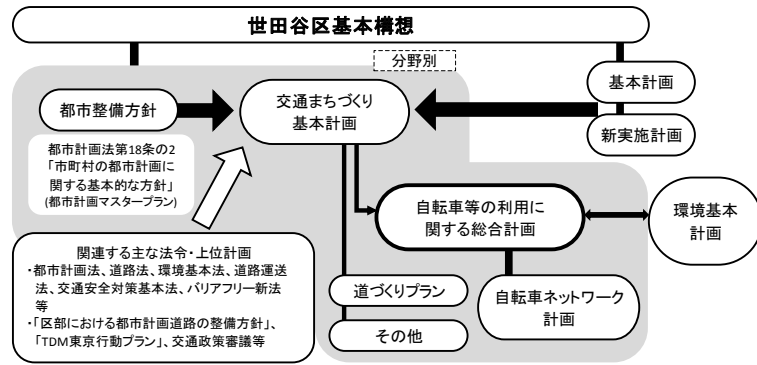 世田谷区基本構想
分野別
都市整備方針
交通まちづくり
基本計画
基本計画
新実施計画
都市計画法第18条の2
「市町村の都市計画に
関する基本的な方針」
(都市計画マスタープラン)
自転車等の利用に
関する総合計画
環境基本
計画
関連する主な法令・上位計画
・都市計画法、道路法、環境基本法、道路運送
法、交通安全対策基本法、バリアフリー新法
等
・「区部における都市計画道路の整備方針」、
「TDM東京行動プラン」、交通政策審議等
道づくりプラン
その他
自転車ネットワーク
計画